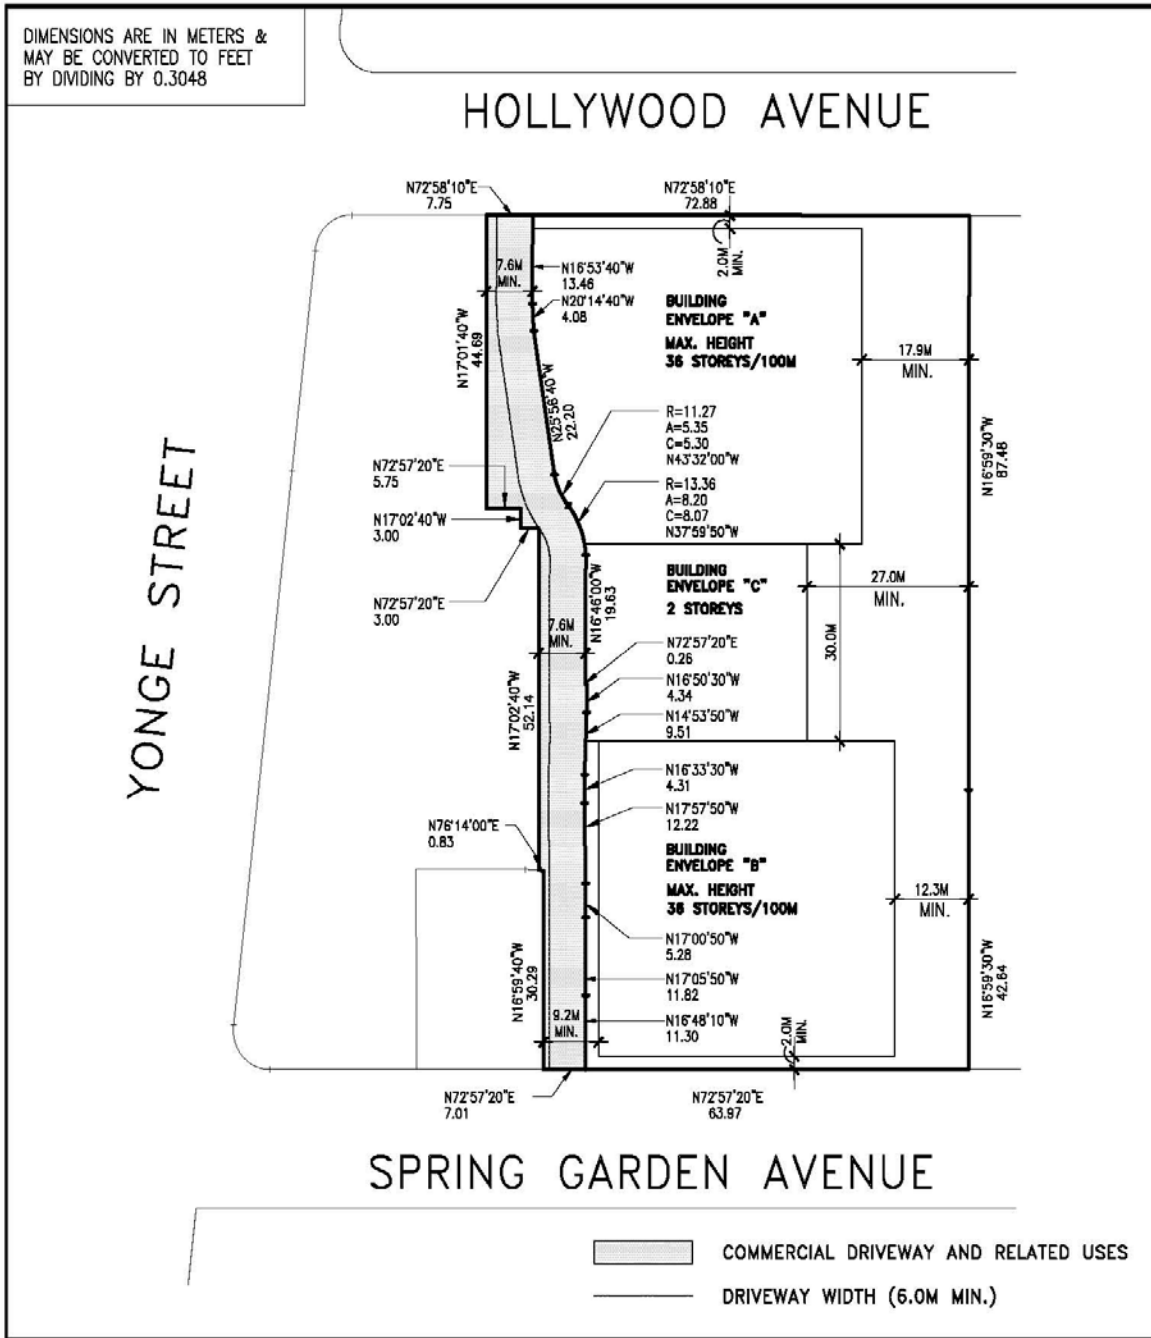 DIMENSIONS ARE IN METERS &
MAY BE CONVERTED TO FEET
BY DIVIDING BY 0.3048
HOLLYWOOD AVENUE
N72°58'10"E
7.75
N72°58'10"E
72.88
2.0M
MIN.
7.6M
MIN.
N16°53'40"W
13.46
N20°14'40"W
4.08
BUILDING
ENVELOPE "A"
MAX. HEIGHT
36 STOREYS/100M
17.9M
MIN.
N17°01'40"W
44.69
N25°56'40"W
22.20
R=11.27
A=5.35
C=5.30
N43°32'00"W
R=13.36
A=8.20
C=8.07
N37°59'50"W
N16°59'30"W
87.48
N72°57'20"E
5.75
N17°02'40"W
3.00
N72°57'20"E
3.00
YONGE STREET
BUILDING
ENVELOPE "C"
2 STOREYS
27.0M
MIN.
N16°46'00"W
19.63
7.6M
MIN.
30.0M
N72°57'20"E
0.26
N16°50'30"W
4.34
N14°53'50"W
9.51
N17°02'40"W
52.14
N16°33'30"W
4.31
N17°57'50"W
12.22
N76°14'00"E
0.83
BUILDING
ENVELOPE "B"
MAX. HEIGHT
36 STOREYS/100M
12.3M
MIN.
N17°00'50"W
5.28
N17°05'50"W
11.82
N16°48'10"W
11.30
N16°59'40"W
30.29
9.2M
MIN.
2.0M
MIN.
N16°59'30"W
42.64
N72°57'20"E
7.01
N72°57'20"E
63.97
SPRING GARDEN AVENUE
COMMERCIAL DRIVEWAY AND RELATED USES
DRIVEWAY WIDTH (6.0M MIN.)